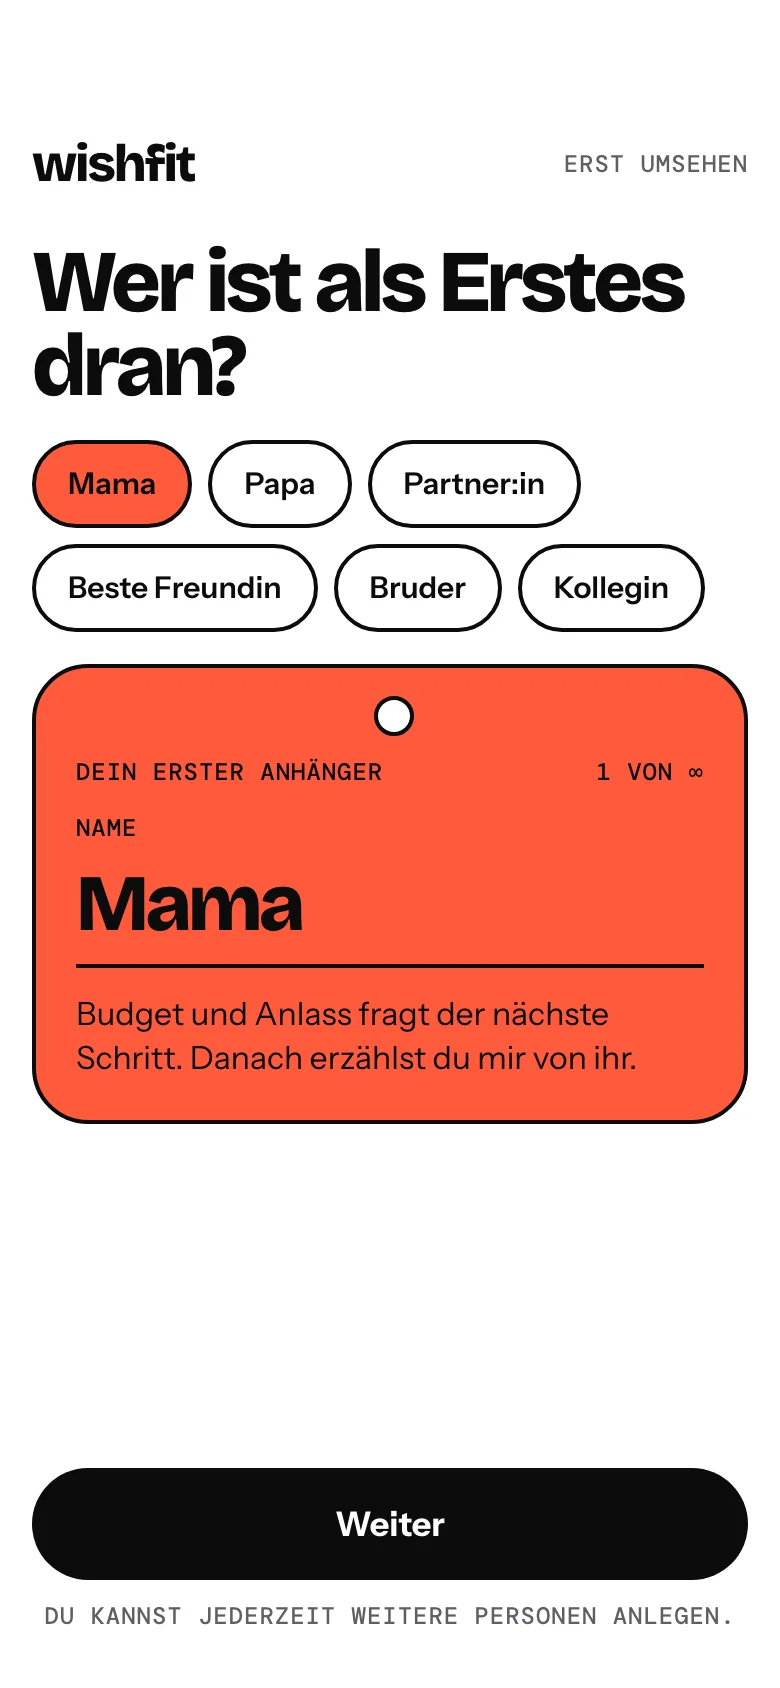 wishfit
ERST UMSEHEN
Wer ist als Erstes
dran?
Mama
Papa
Partner:in
Beste Freundin
Bruder
Kollegin
DEIN ERSTER ANHÄNGER
1 VON ∞
NAME
Mama
Budget und Anlass fragt der nächste
Schritt. Danach erzählst du mir von ihr.
Weiter
DU KANNST JEDERZEIT WEITERE PERSONEN ANLEGEN.